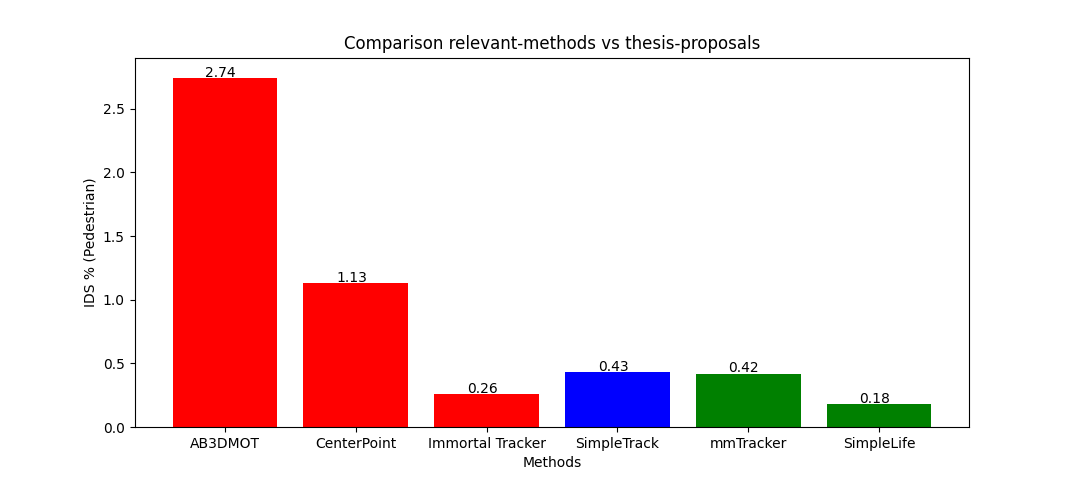 Comparison relevant-methods vs thesis-proposals
IDS % (Pedestrian)
2.5
2.0
1.5
1.0
0.5
0.0
2.74
1.13
0.26
0.43
0.42
0.18
AB3DMOT
CenterPoint
Immortal Tracker
SimpleTrack
mmTracker
SimpleLife
Methods